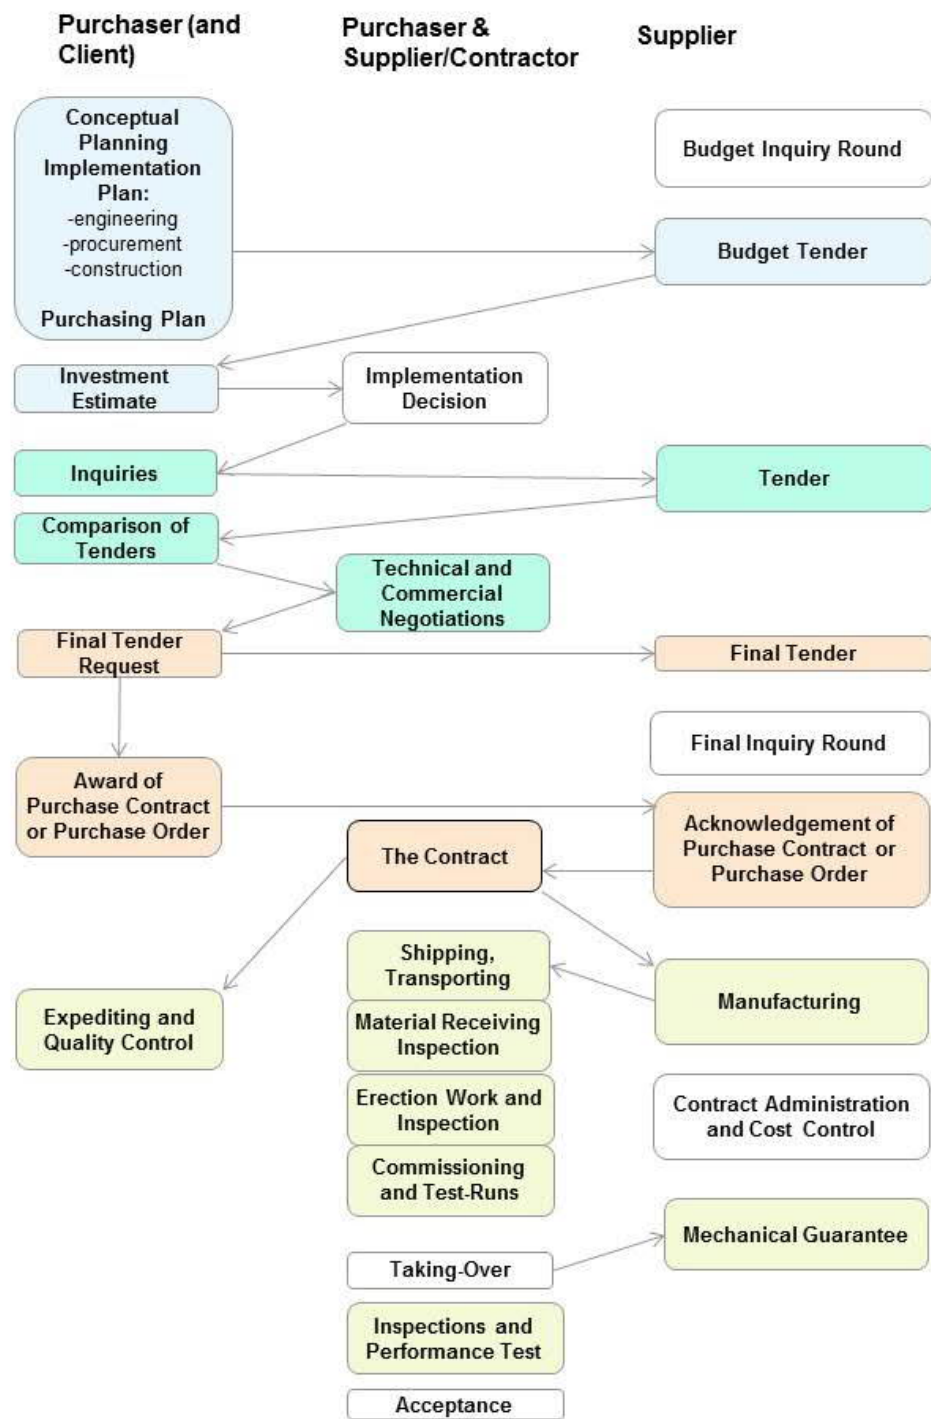 Purchaser (and
Client)
Purchaser &
Supplier/Contractor
Supplier
Conceptual
Planning
Implementation
Plan:
-engineering
-procurement
-construction
Purchasing Plan
Budget Inquiry Round
Budget Tender
Investment
Estimate
Implementation
Decision
Inquiries
Tender
Comparison of
Tenders
Technical and
Commercial
Negotiations
Final Tender
Request
Final Tender
Final Inquiry Round
Award of
Purchase Contract
or Purchase Order
The Contract
Acknowledgement of
Purchase Contract or
Purchase Order
Shipping,
Transporting
Manufacturing
Expediting and
Quality Control
Material Receiving
Inspection
Erection Work and
Inspection
Contract Administration
and Cost Control
Commissioning
and Test-Runs
Mechanical Guarantee
Taking-Over
Inspections and
Performance Test
Acceptance